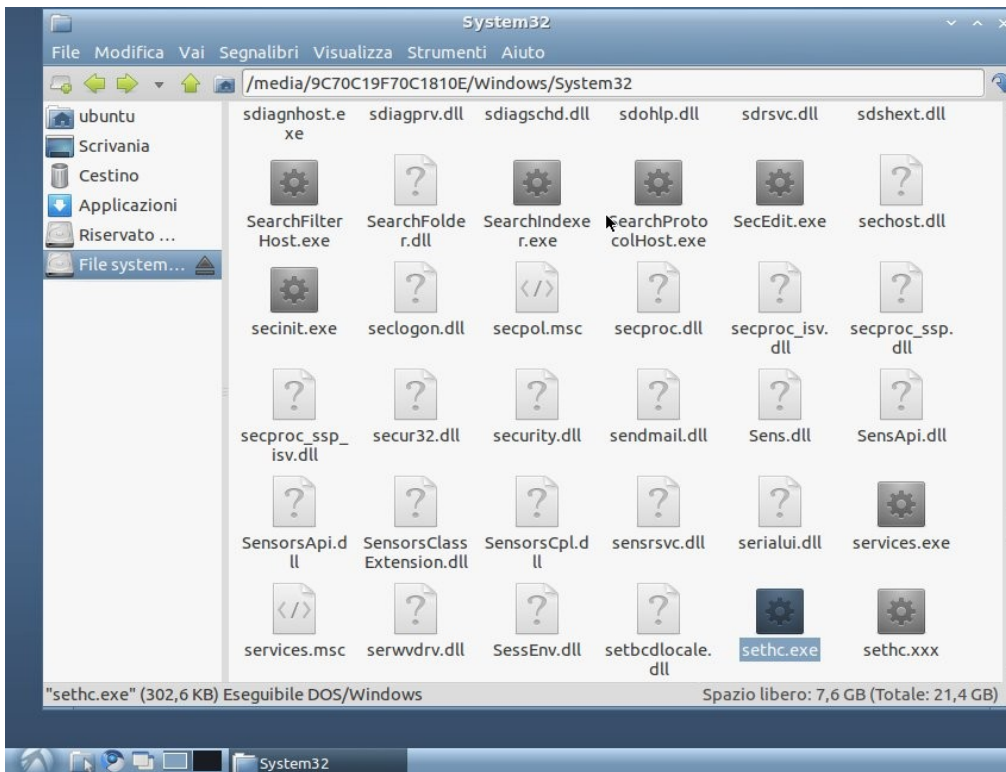 System32
File Modifica Vai Segnalibri Visualizza Strumenti Aiuto
/media/9C70C19F70C1810E/Windows/System32
ubuntu
Scrivania
Cestino
Applicazioni
Riservato ...
File system...
sdiagnhost.e
xe
sdiagprv.dll
sdiagschd.dll
sdohlp.dll
sdrsvc.dll
sdshext.dll
SearchFilter
Host.exe
SearchFolde
r.dll
SearchIndexe
r.exe
SearchProto
colHost.exe
SecEdit.exe
sechost.dll
secinit.exe
seclogon.dll
secpol.msc
secproc.dll
secproc_isv.
dll
secproc_ssp.
dll
secproc_ssp_
isv.dll
secur32.dll
security.dll
sendmail.dll
Sens.dll
SensApi.dll
SensorsApi.d
ll
SensorsClass
Extension.dll
SensorsCpl.d
ll
sensrsvc.dll
serialui.dll
services.exe
services.msc
serwvdrv.dll
SessEnv.dll
setbcdlocale.
dll
sethc.exe
sethc.xxx
"sethc.exe" (302,6 KB) Eseguibile DOS/Windows
Spazio libero: 7,6 GB (Totale: 21,4 GB)
System32